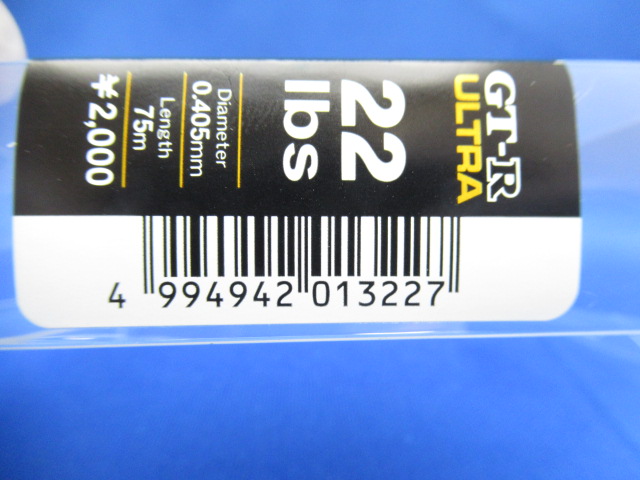 GT-R
ULTRA
22
lbs
Diameter
0.405mm
Length
75m
¥2,000
4 994942 013227